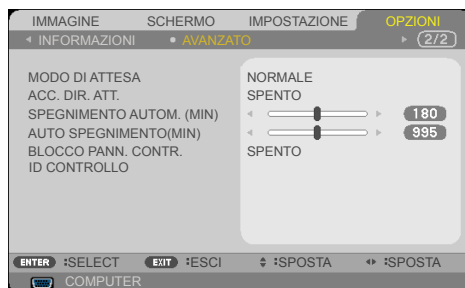 IMMAGINE SCHERMO IMPOSTAZIONE OPZIONI
INFORMAZIONI AVANZATO (2/2)
MODO DI ATTESA NORMALE
ACC. DIR. ATT. SPENTO
SPEGNIMENTO AUTOM. (MIN) 180
AUTO SPEGNIMENTO(MIN) 995
BLOCCO PANN. CONTR. SPENTO
ID CONTROLLO
ENTER :SELECT EXIT :ESCI :SPOSTA :SPOSTA
COMPUTER